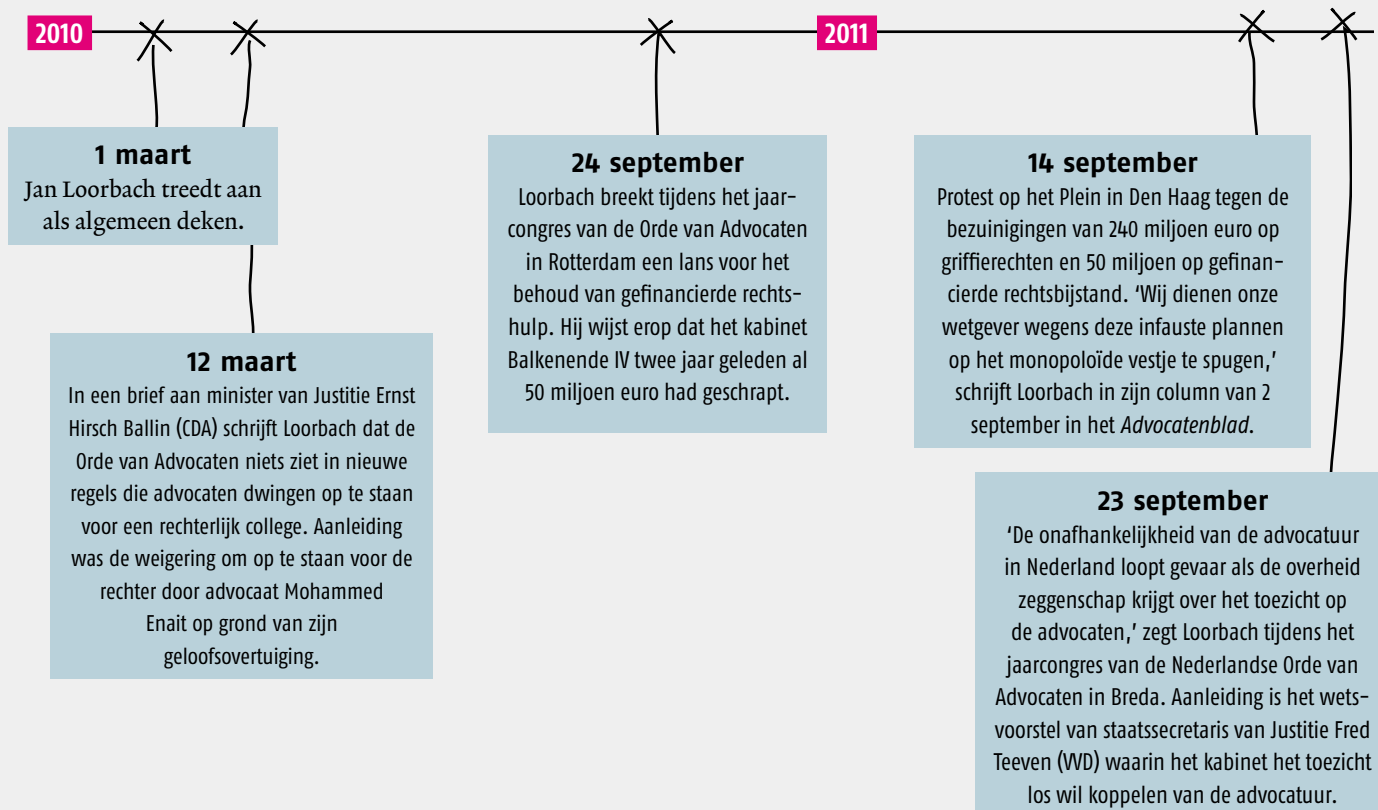 2010
2011
1 maart
Jan Loorbach treedt aan
als algemeen deken.
12 maart
In een brief aan minister van Justitie Ernst
Hirsch Ballin (CDA) schrijft Loorbach dat de
Orde van Advocaten niets ziet in nieuwe
regels die advocaten dwingen op te staan
voor een rechterlijk college. Aanleiding
was de weigering om op te staan voor de
rechter door advocaat Mohammed
Enait op grond van zijn
geloofsovertuiging.
24 september
Loorbach breekt tijdens het jaar-
congres van de Orde van Advocaten
in Rotterdam een lans voor het
behoud van gefinancierde rechts-
hulp. Hij wijst erop dat het kabinet
Balkenende IV twee jaar geleden al
50 miljoen euro had geschrapt.
14 september
Protest op het Plein in Den Haag tegen de
bezuinigingen van 240 miljoen euro op
griffierechten en 50 miljoen op gefinan-
cierde rechtsbijstand. ‘Wij dienen onze
wetgever wegens deze infauste plannen
op het monopoloïde vestje te spugen,’
schrijft Loorbach in zijn column van 2
september in het Advocatenblad.
23 september
‘De onafhankelijkheid van de advocatuur
in Nederland loopt gevaar als de overheid
zeggenschap krijgt over het toezicht op
de advocaten,’ zegt Loorbach tijdens het
jaarcongres van de Nederlandse Orde van
Advocaten in Breda. Aanleiding is het wets-
voorstel van staatssecretaris van Justitie Fred
Teeven (VVD) waarin het kabinet het toezicht
los wil koppelen van de advocatuur.